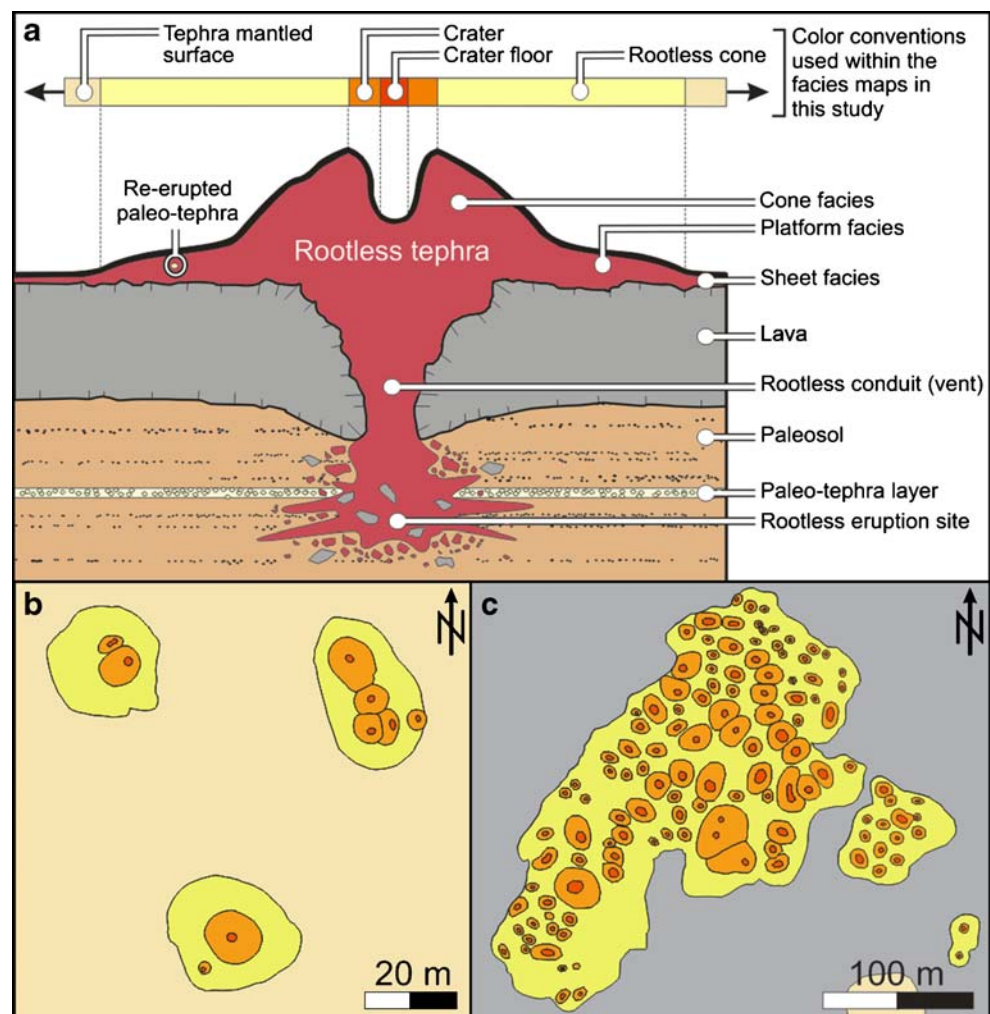 a
Tephra mantled
surface
Crater
Crater floor
Rootless cone
Color conventions
used within the
facies maps in
this study
Re-erupted
paleo-tephra
Rootless tephra
Cone facies
Platform facies
Sheet facies
Lava
Rootless conduit (vent)
Paleosol
Paleo-tephra layer
Rootless eruption site
b
N
20 m
c
N
100 m